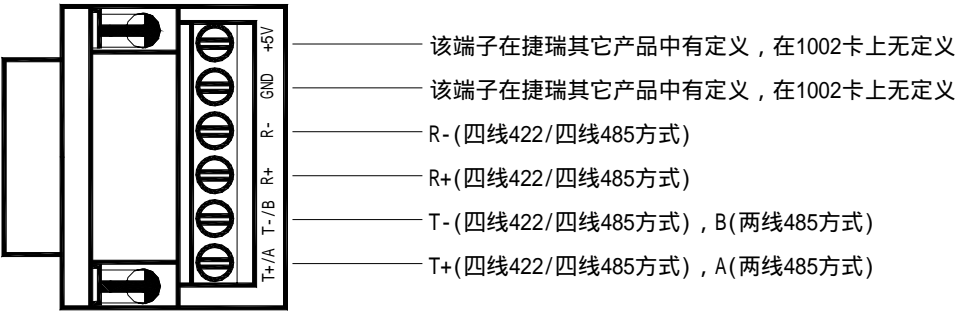 +5V 该端子在捷瑞其它产品中有定义，在1002卡上无定义
GND 该端子在捷瑞其它产品中有定义，在1002卡上无定义
R- R-(四线422/四线485方式)
R+ R+(四线422/四线485方式)
T-/B T-(四线422/四线485方式)，B(两线485方式)
T+/A T+(四线422/四线485方式)，A(两线485方式)